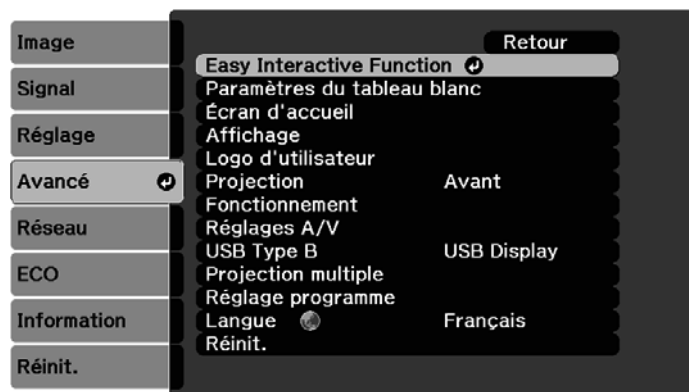 Image
Signal
Réglage
Avancé
Réseau
ECO
Information
Réinit.
Retour
Easy Interactive Function
Paramètres du tableau blanc
Écran d'accueil
Affichage
Logo d'utilisateur
Projection Avant
Fonctionnement
Réglages A/V
USB Type B USB Display
Projection multiple
Réglage programme
Langue Français
Réinit.